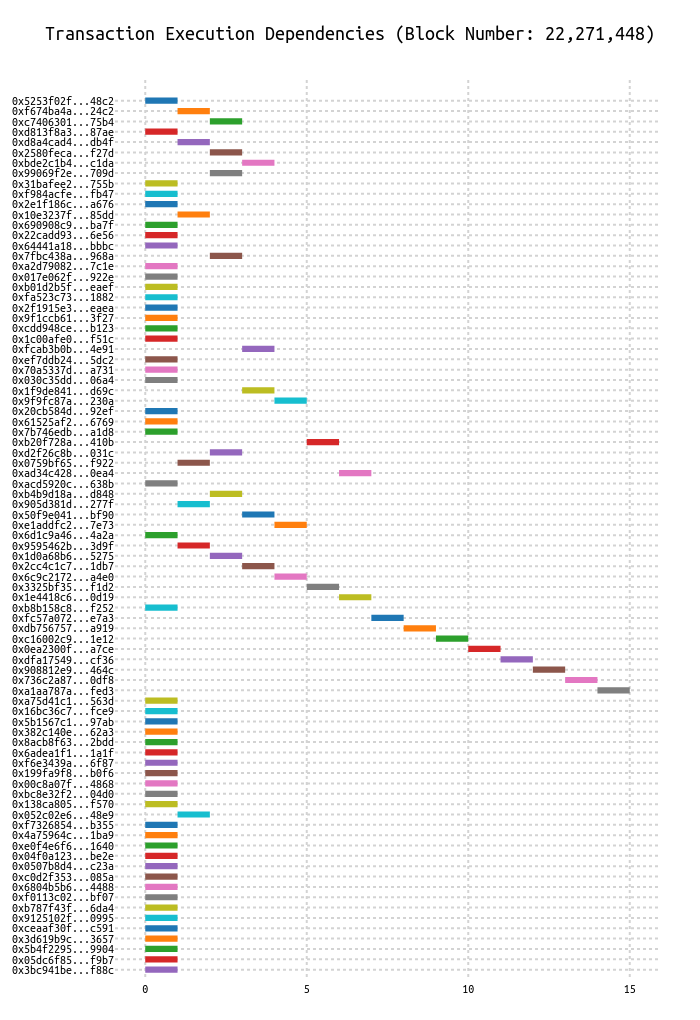 Transaction Execution Dependencies (Block Number: 22,271,448)
0x5253f02f...48c2
0xf674ba4a...24c2
0xc7406301...75b4
0xd813f8a3...87ae
0xd8a4cad4...db4f
0x2580feca...f27d
0xbde2c1b4...c1da
0x99069f2e...709d
0x31bafee2...755b
0xf984acfe...fb47
0x2e1f186c...a676
0x10e3237f...85dd
0x690908c9...ba7f
0x22cadd93...6e56
0x64441a18...bbbc
0x7fbc438a...968a
0xa2d79082...7c1e
0x017e062f...922e
0xb01d2b5f...eaef
0xfa523c73...1882
0x2f1915e3...eaea
0x9f1ccb61...3f27
0xcdd948ce...b123
0x1c00afe0...f51c
0xfcab3b0b...4e91
0xef7ddb24...5dc2
0x70a5337d...a731
0x030c35dd...06a4
0x1f9de841...d69c
0x9f9fc87a...230a
0x20cb584d...92ef
0x61525af2...6769
0x7b746edb...a1d8
0xb20f728a...410b
0xd2f26c8b...031c
0x0759bf65...f922
0xad34c428...0ea4
0xacd5920c...638b
0xb4b9d18a...d848
0x905d381d...277f
0x50f9e041...bf90
0xe1addfc2...7e73
0x6d1c9a46...4a2a
0x9595462b...3d9f
0x1d0a68b6...5275
0x2cc4c1c7...1db7
0x6c9c2172...a4e0
0x3325bf35...f1d2
0x1e4418c6...0d19
0xb8b158c8...f252
0xfc57a072...e7a3
0xdb756757...a919
0xc16002c9...1e12
0x0ea2300f...a7ce
0xdfa17549...cf36
0x908812e9...464c
0x736c2a87...0df8
0xa1aa787a...fed3
0xa75d41c1...563d
0x16bc36c7...fce9
0x5b1567c1...97ab
0x382c140e...62a3
0x8acb8f63...2bdd
0x6adea1f1...1a1f
0xf6e3439a...6f87
0x199fa9f8...b0f6
0x00c8a07f...4868
0xbc8e32f2...04d0
0x138ca805...f570
0x052c02e6...48e9
0xf7326854...b355
0x4a75964c...1ba9
0xe0f4e6f6...1640
0x04f0a123...be2e
0x0507b8d4...c23a
0xc0d2f353...085a
0x6804b5b6...4488
0xf0113c02...bf07
0xb787f43f...6da4
0x9125102f...0995
0xceaaf30f...c591
0x3d619b9c...3657
0x5b4f2295...9904
0x05dc6f85...f9b7
0x3bc941be...f88c
0 5 10 15